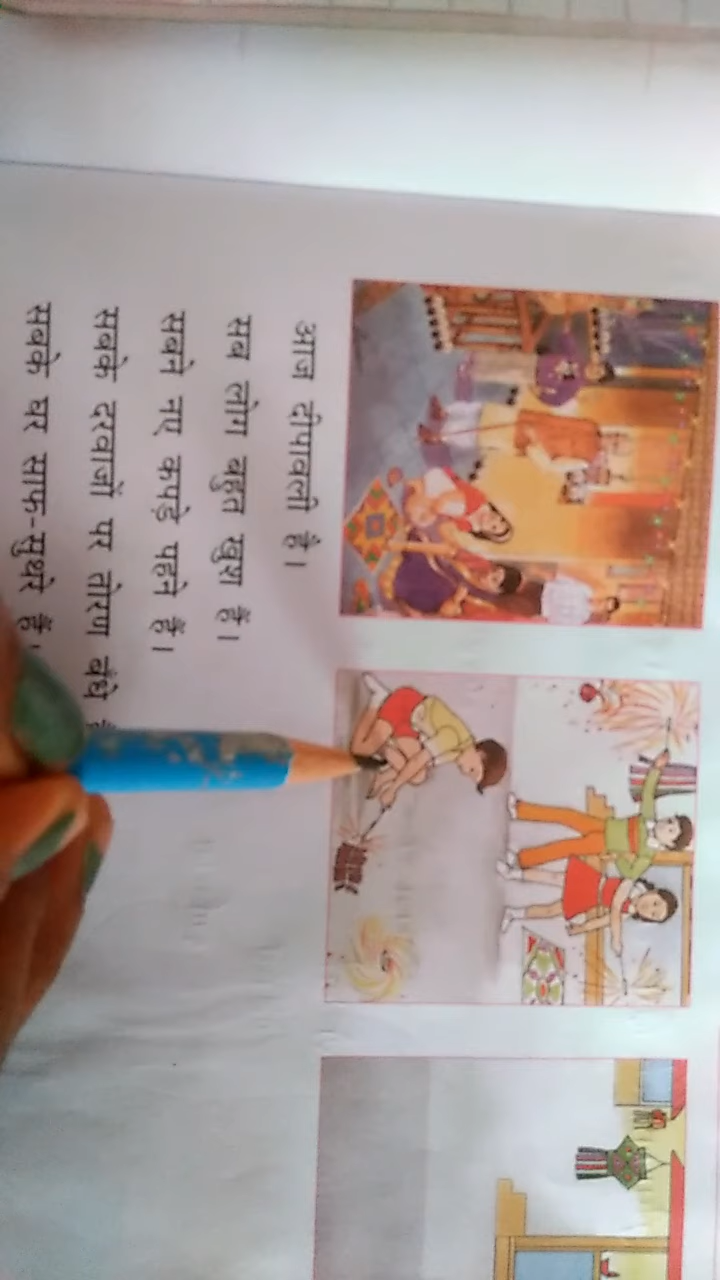 आज दीपावली है।
सब लोग बहुत खुश हैं।
सबने नए कपड़े पहने हैं।
सबके दरवाजों पर तोरण बंधे
सबके घर साफ-सुथरे हैं।